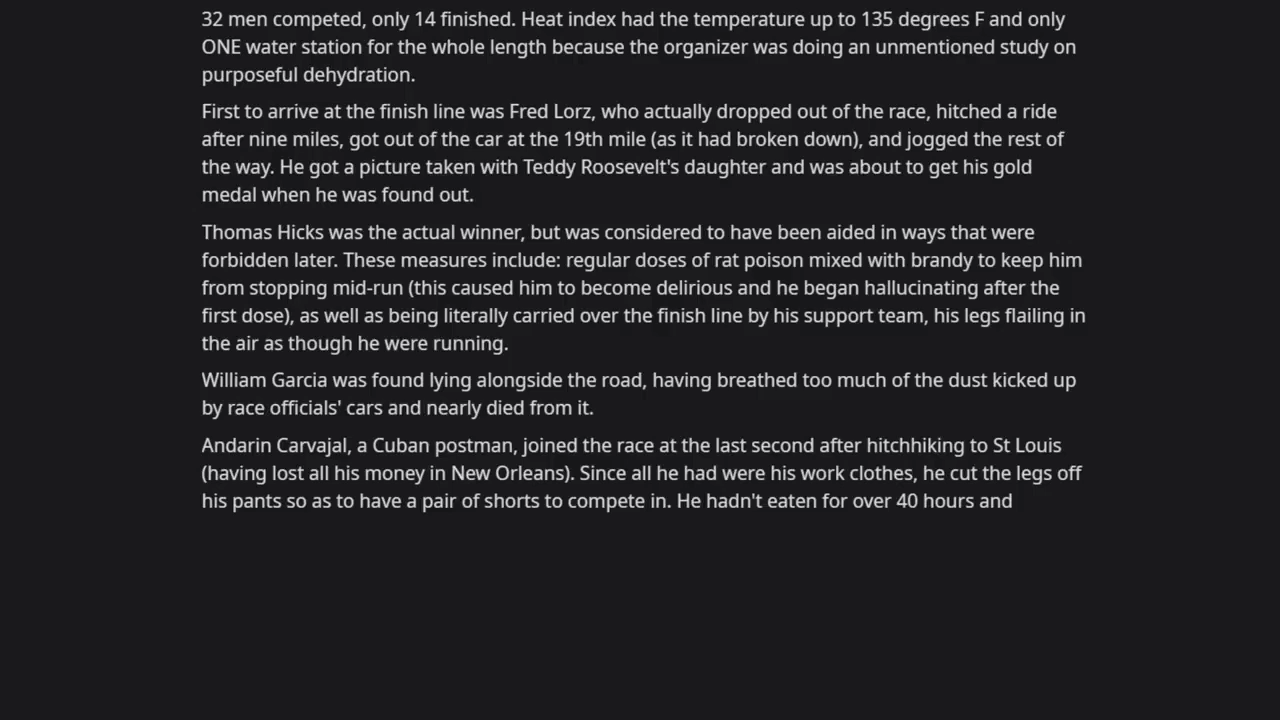 32 men competed, only 14 finished. Heat index had the temperature up to 135 degrees F and only
ONE water station for the whole length because the organizer was doing an unmentioned study on
purposeful dehydration.
First to arrive at the finish line was Fred Lorz, who actually dropped out of the race, hitched a ride
after nine miles, got out of the car at the 19th mile (as it had broken down), and jogged the rest of
the way. He got a picture taken with Teddy Roosevelt's daughter and was about to get his gold
medal when he was found out.
Thomas Hicks was the actual winner, but was considered to have been aided in ways that were
forbidden later. These measures include: regular doses of rat poison mixed with brandy to keep him
from stopping mid-run (this caused him to become delirious and he began hallucinating after the
first dose), as well as being literally carried over the finish line by his support team, his legs flailing in
the air as though he were running.
William Garcia was found lying alongside the road, having breathed too much of the dust kicked up
by race officials' cars and nearly died from it.
Andarin Carvajal, a Cuban postman, joined the race at the last second after hitchhiking to St Louis
(having lost all his money in New Orleans). Since all he had were his work clothes, he cut the legs off
his pants so as to have a pair of shorts to compete in. He hadn't eaten for over 40 hours and